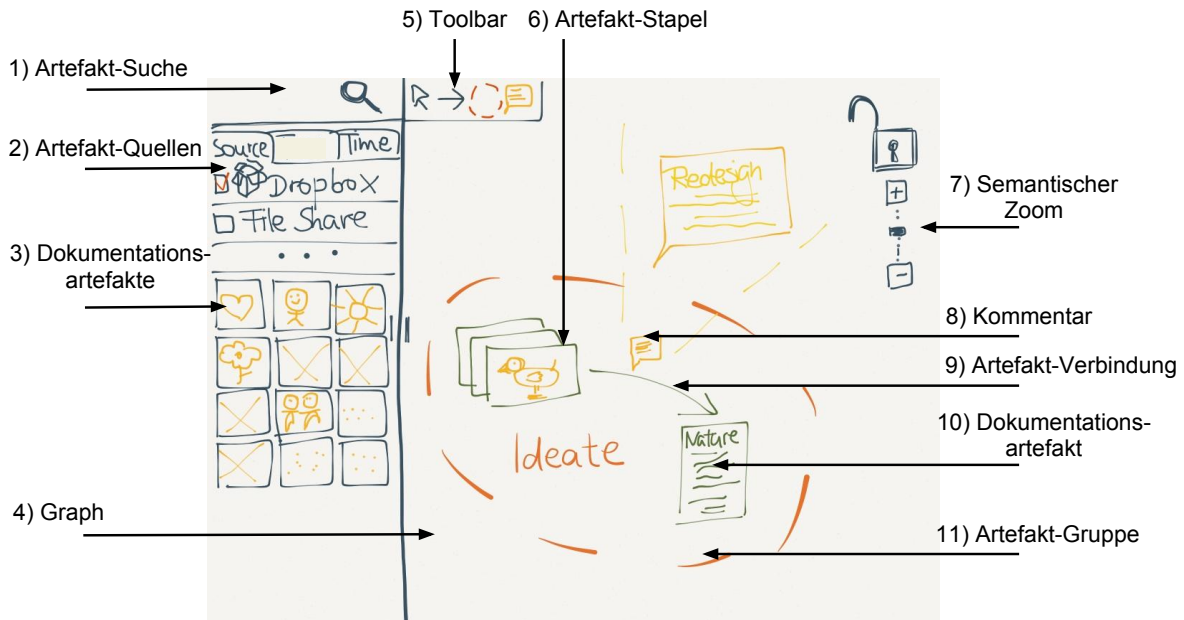 5) Toolbar
6) Artefakt-Stapel
1) Artefakt-Suche
2) Artefakt-Quellen
Source
Time
Dropbox
File Share
• • •
3) Dokumentations-
artefakte
4) Graph
Redesign
7) Semantischer
Zoom
8) Kommentar
9) Artefakt-Verbindung
10) Dokumentations-
artefakt
Nature
Ideate
11) Artefakt-Gruppe